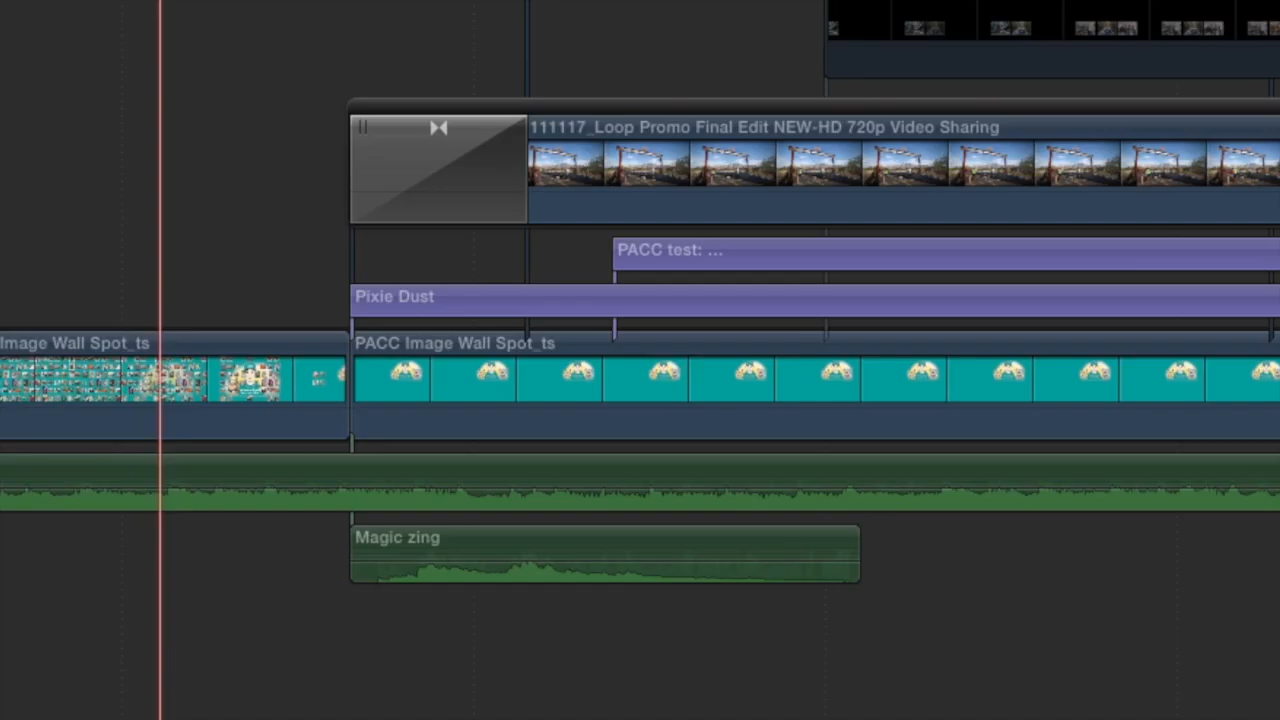 111117_Loop Promo Final Edit NEW-HD 720p Video Sharing
PACC test: ...
Pixie Dust
Image Wall Spot_ts
PACC Image Wall Spot_ts
Magic zing